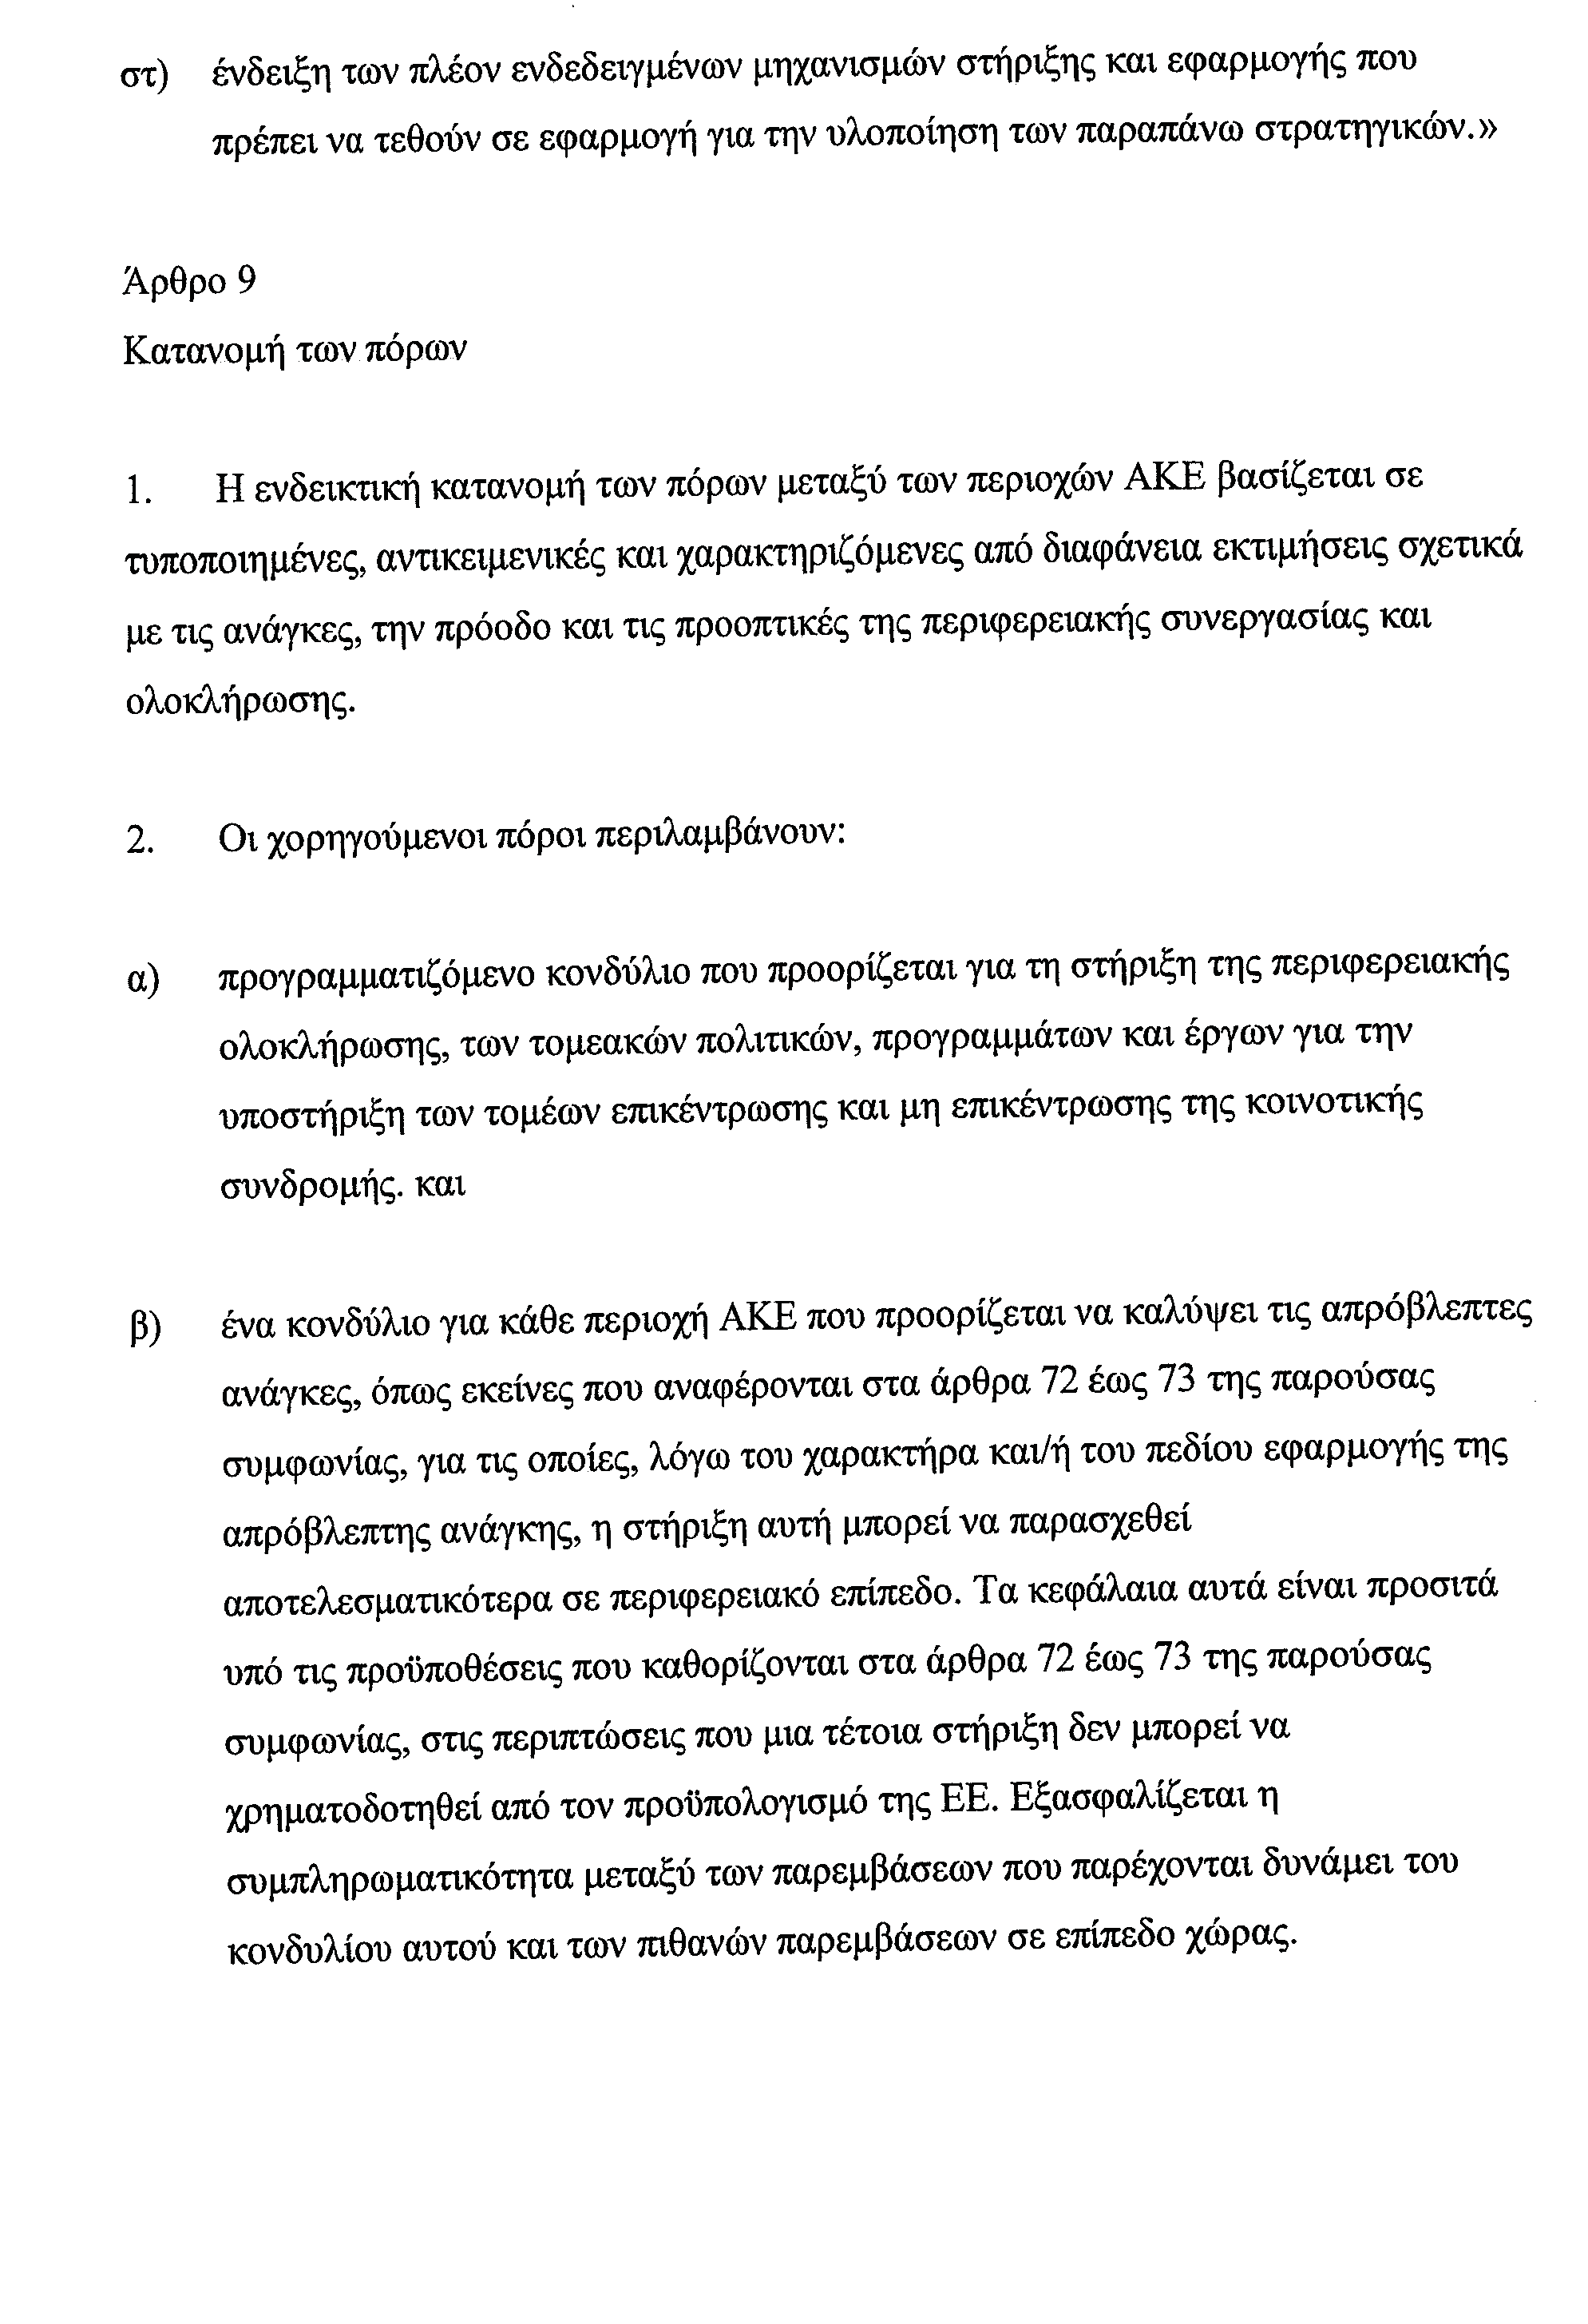 στ) ένδειξη των πλέον ενδεδειγμένων μηχανισμών στήριξης και εφαρμογής που
πρέπει να τεθούν σε εφαρμογή για την υλοποίηση των παραπάνω στρατηγικών.»
Άρθρο 9
Κατανομή των πόρων
1. Η ενδεικτική κατανομή των πόρων μεταξύ των περιοχών ΑΚΕ βασίζεται σε
τυποποιημένες, αντικειμενικές και χαρακτηριζόμενες από διαφάνεια εκτιμήσεις σχετικά
με τις ανάγκες, την πρόοδο και τις προοπτικές της περιφερειακής συνεργασίας και
ολοκλήρωσης.
2. Οι χορηγούμενοι πόροι περιλαμβάνουν:
α) προγραμματιζόμενο κονδύλιο που προορίζεται για τη στήριξη της περιφερειακής
ολοκλήρωσης, των τομεακών πολιτικών, προγραμμάτων και έργων για την
υποστήριξη των τομέων επικέντρωσης και μη επικέντρωσης της κοινοτικής
συνδρομής. και
β) ένα κονδύλιο για κάθε περιοχή ΑΚΕ που προορίζεται να καλύψει τις απρόβλεπτες
ανάγκες, όπως εκείνες που αναφέρονται στα άρθρα 72 έως 73 της παρούσας
συμφωνίας, για τις οποίες, λόγω του χαρακτήρα και/ή του πεδίου εφαρμογής της
απρόβλεπτης ανάγκης, η στήριξη αυτή μπορεί να παρασχεθεί
αποτελεσματικότερα σε περιφερειακό επίπεδο. Τα κεφάλαια αυτά είναι προσιτά
υπό τις προϋποθέσεις που καθορίζονται στα άρθρα 72 έως 73 της παρούσας
συμφωνίας, στις περιπτώσεις που μια τέτοια στήριξη δεν μπορεί να
χρηματοδοτηθεί από τον προϋπολογισμό της ΕΕ. Εξασφαλίζεται η
συμπληρωματικότητα μεταξύ των παρεμβάσεων που παρέχονται δυνάμει του
κονδυλίου αυτού και των πιθανών παρεμβάσεων σε επίπεδο χώρας.